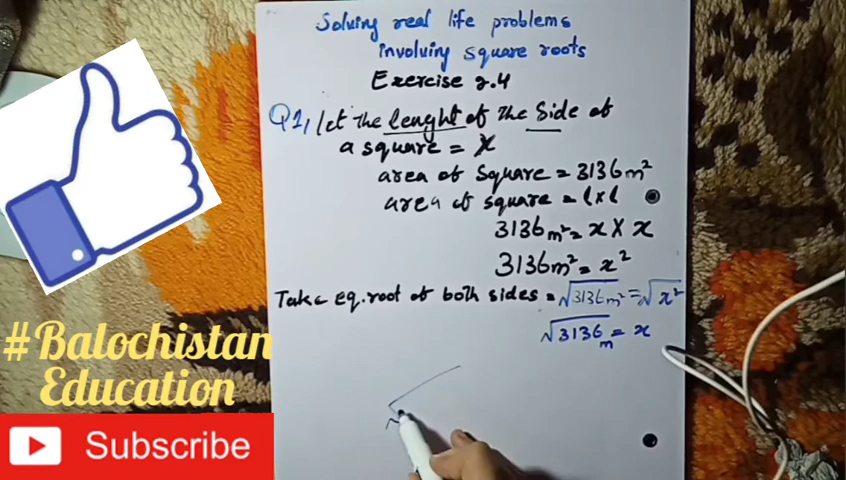 Solving real life problems
involving square roots
Exercise 2.4
Q1, let the lenght of the side of
a square = x
area of square = 3136m²
area of square = l x l
3136m² = x X x
3136m² = x²
Take sq.root of both sides = √3136m² = √x²
√3136m = x
#Balochistan
Education
Subscribe